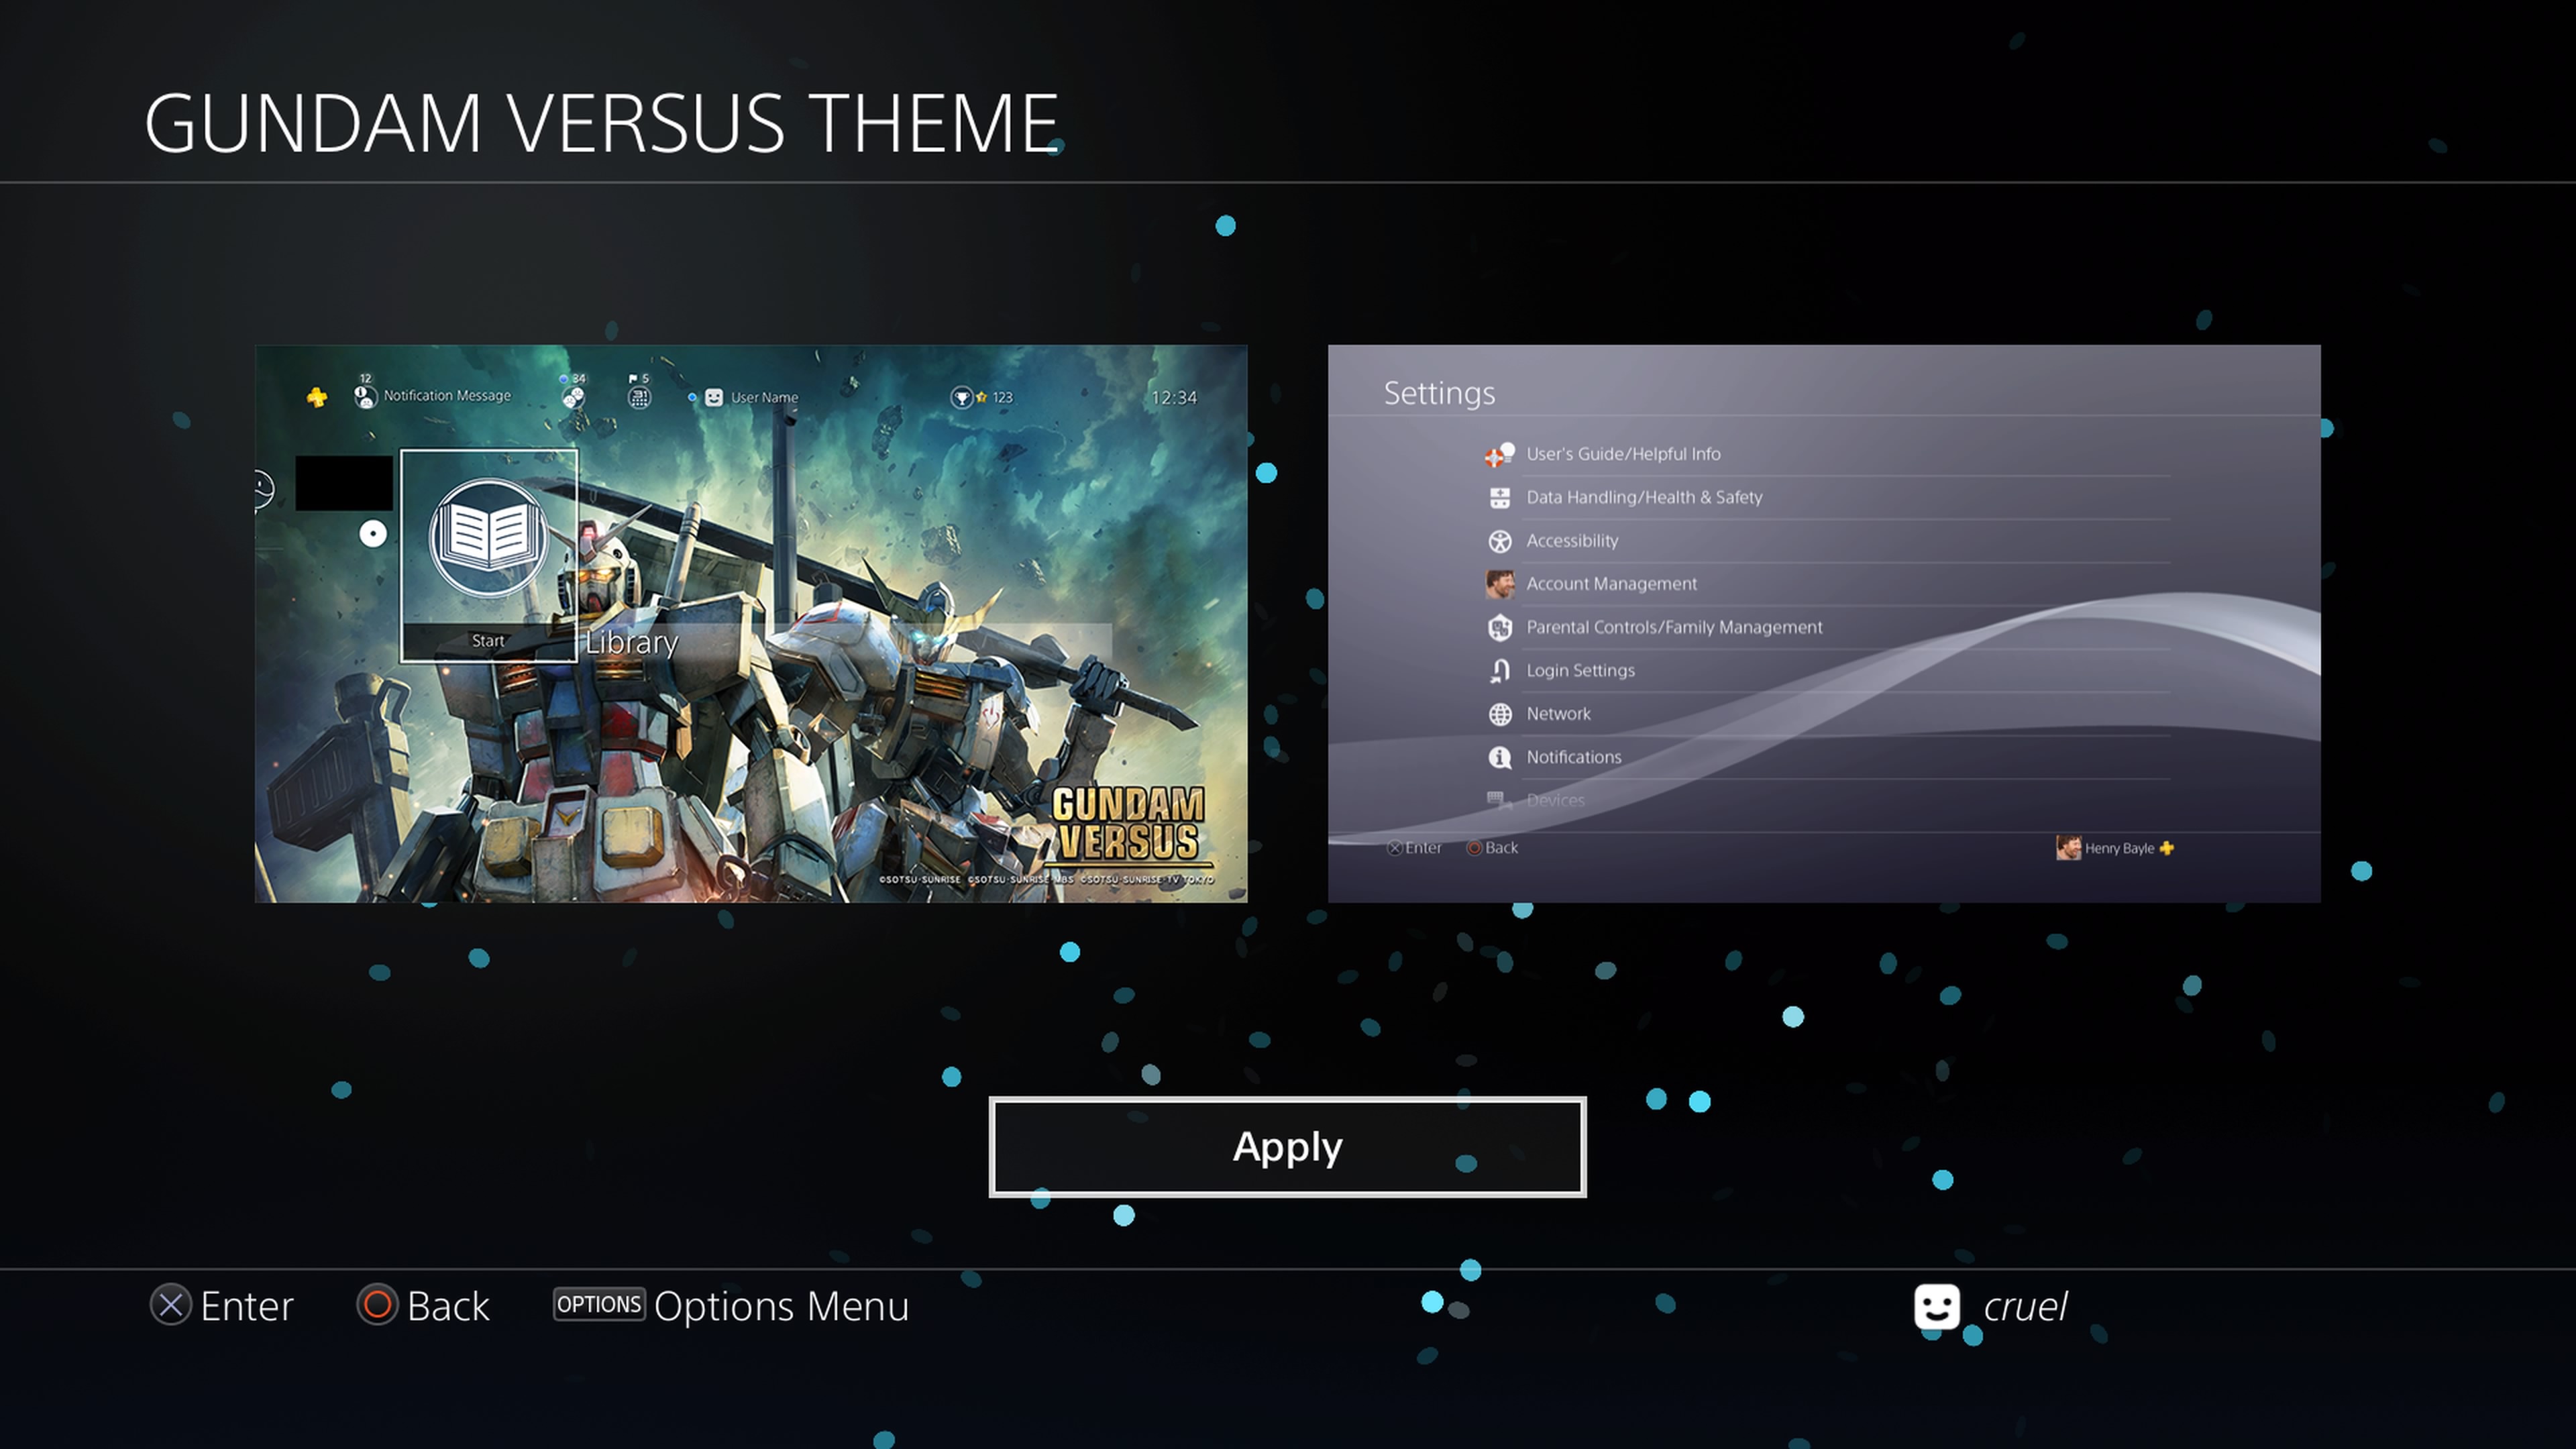 GUNDAM VERSUS THEME
12
Notification Message
34
5
31
User Name
123
12:34
Start
Library
GUNDAM
VERSUS
©SOTSU·SUNRISE ©SOTSU·SUNRISE·MBS ©SOTSU·SUNRISE·TV TOKYO
Settings
User's Guide/Helpful Info
Data Handling/Health & Safety
Accessibility
Account Management
Parental Controls/Family Management
Login Settings
Network
Notifications
Devices
Enter
Back
Henry Bayle
Apply
Enter
Back
OPTIONS Options Menu
cruel